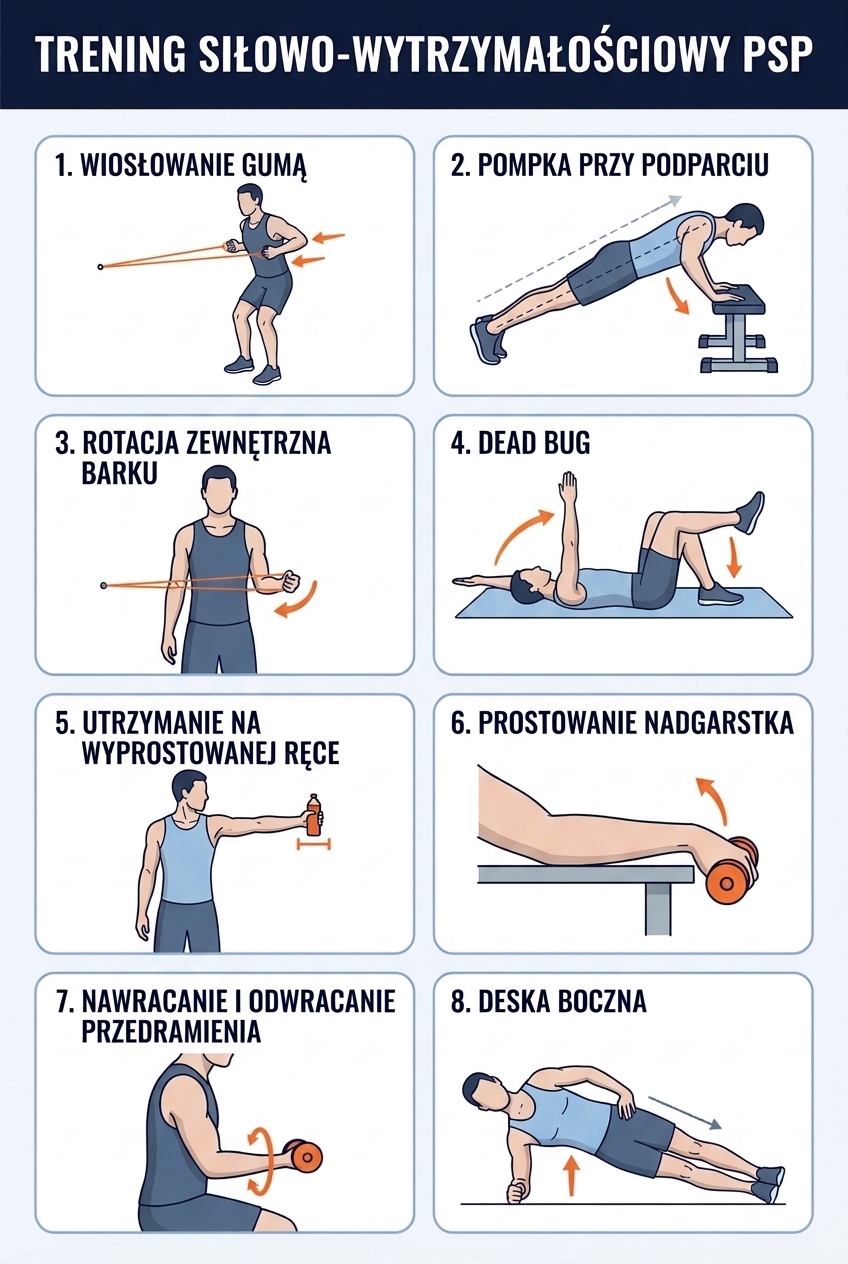 TRENING SIŁOWO-WYTRZYMAŁOŚCIOWY PSP
1. WIOSŁOWANIE GUMĄ
2. POMPKA PRZY PODPARCIU
3. ROTACJA ZEWNĘTRZNA
BARKU
4. DEAD BUG
5. UTRZYMANIE NA
WYPROSTOWANEJ RĘCE
6. PROSTOWANIE NADGARSTKA
7. NAWRACANIE I ODWRACANIE
PRZEDRAMIENIA
8. DESKA BOCZNA